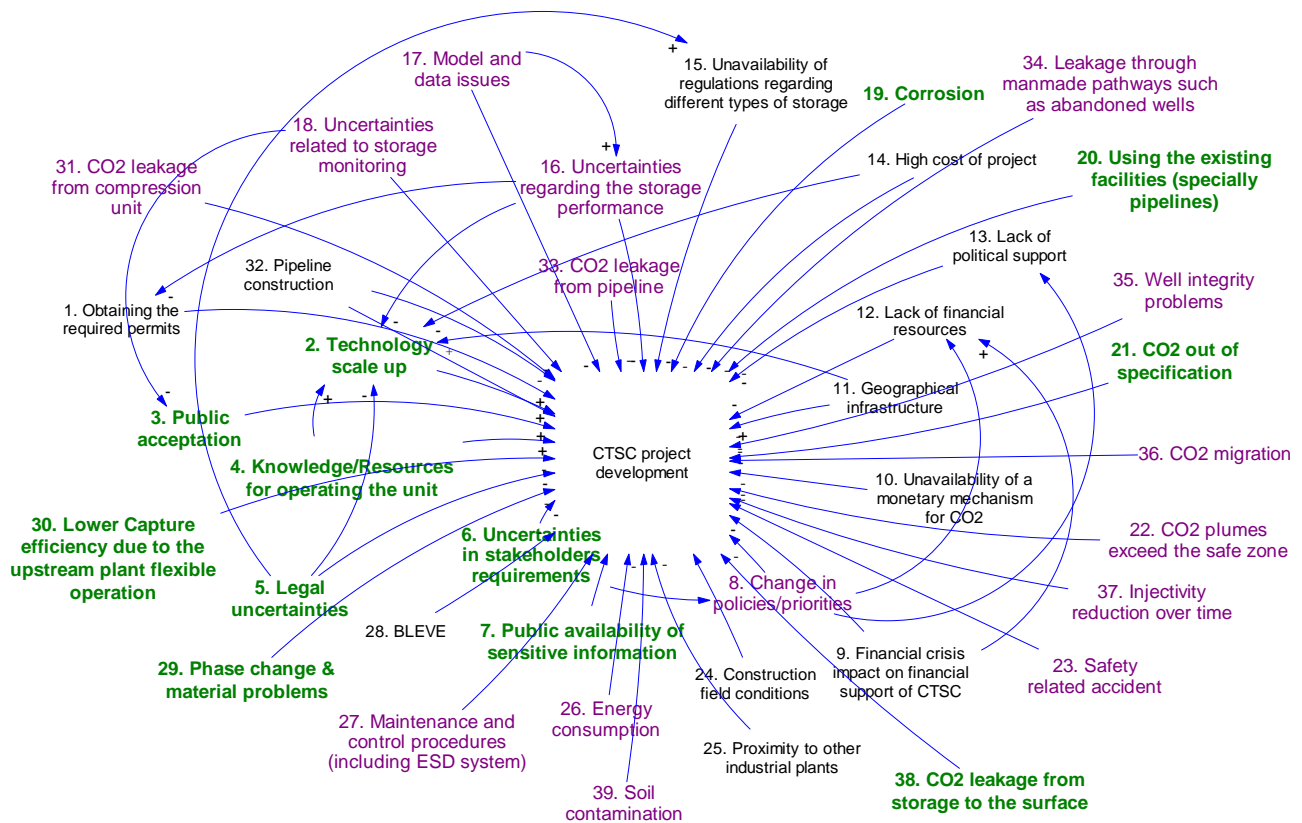 17. Model and
data issues
15. Unavailability of
regulations regarding
different types of storage
34. Leakage through
manmade pathways such
as abandoned wells
19. Corrosion
18. Uncertainties
related to storage
monitoring
31. CO2 leakage
from compression
unit
16. Uncertainties
regarding the storage
performance
14. High cost of project
20. Using the existing
facilities (specially
pipelines)
13. Lack of
political support
32. Pipeline
construction
33. CO2 leakage
from pipeline
35. Well integrity
problems
1. Obtaining the
required permits
12. Lack of financial
resources
2. Technology
scale up
21. CO2 out of
specification
11. Geographical
infrastructure
3. Public
acceptation
CTSC project
development
36. CO2 migration
4. Knowledge/Resources
for operating the unit
10. Unavailability of a
monetary mechanism
for CO2
30. Lower Capture
efficiency due to the
upstream plant flexible
operation
6. Uncertainties
in stakeholders
requirements
22. CO2 plumes
exceed the safe zone
5. Legal
uncertainties
8. Change in
policies/priorities
37. Injectivity
reduction over time
28. BLEVE
7. Public availability of
sensitive information
9. Financial crisis
impact on financial
support of CTSC
29. Phase change &
material problems
24. Construction
field conditions
23. Safety
related accident
27. Maintenance and
control procedures
(including ESD system)
26. Energy
consumption
25. Proximity to other
industrial plants
38. CO2 leakage from
storage to the surface
39. Soil
contamination